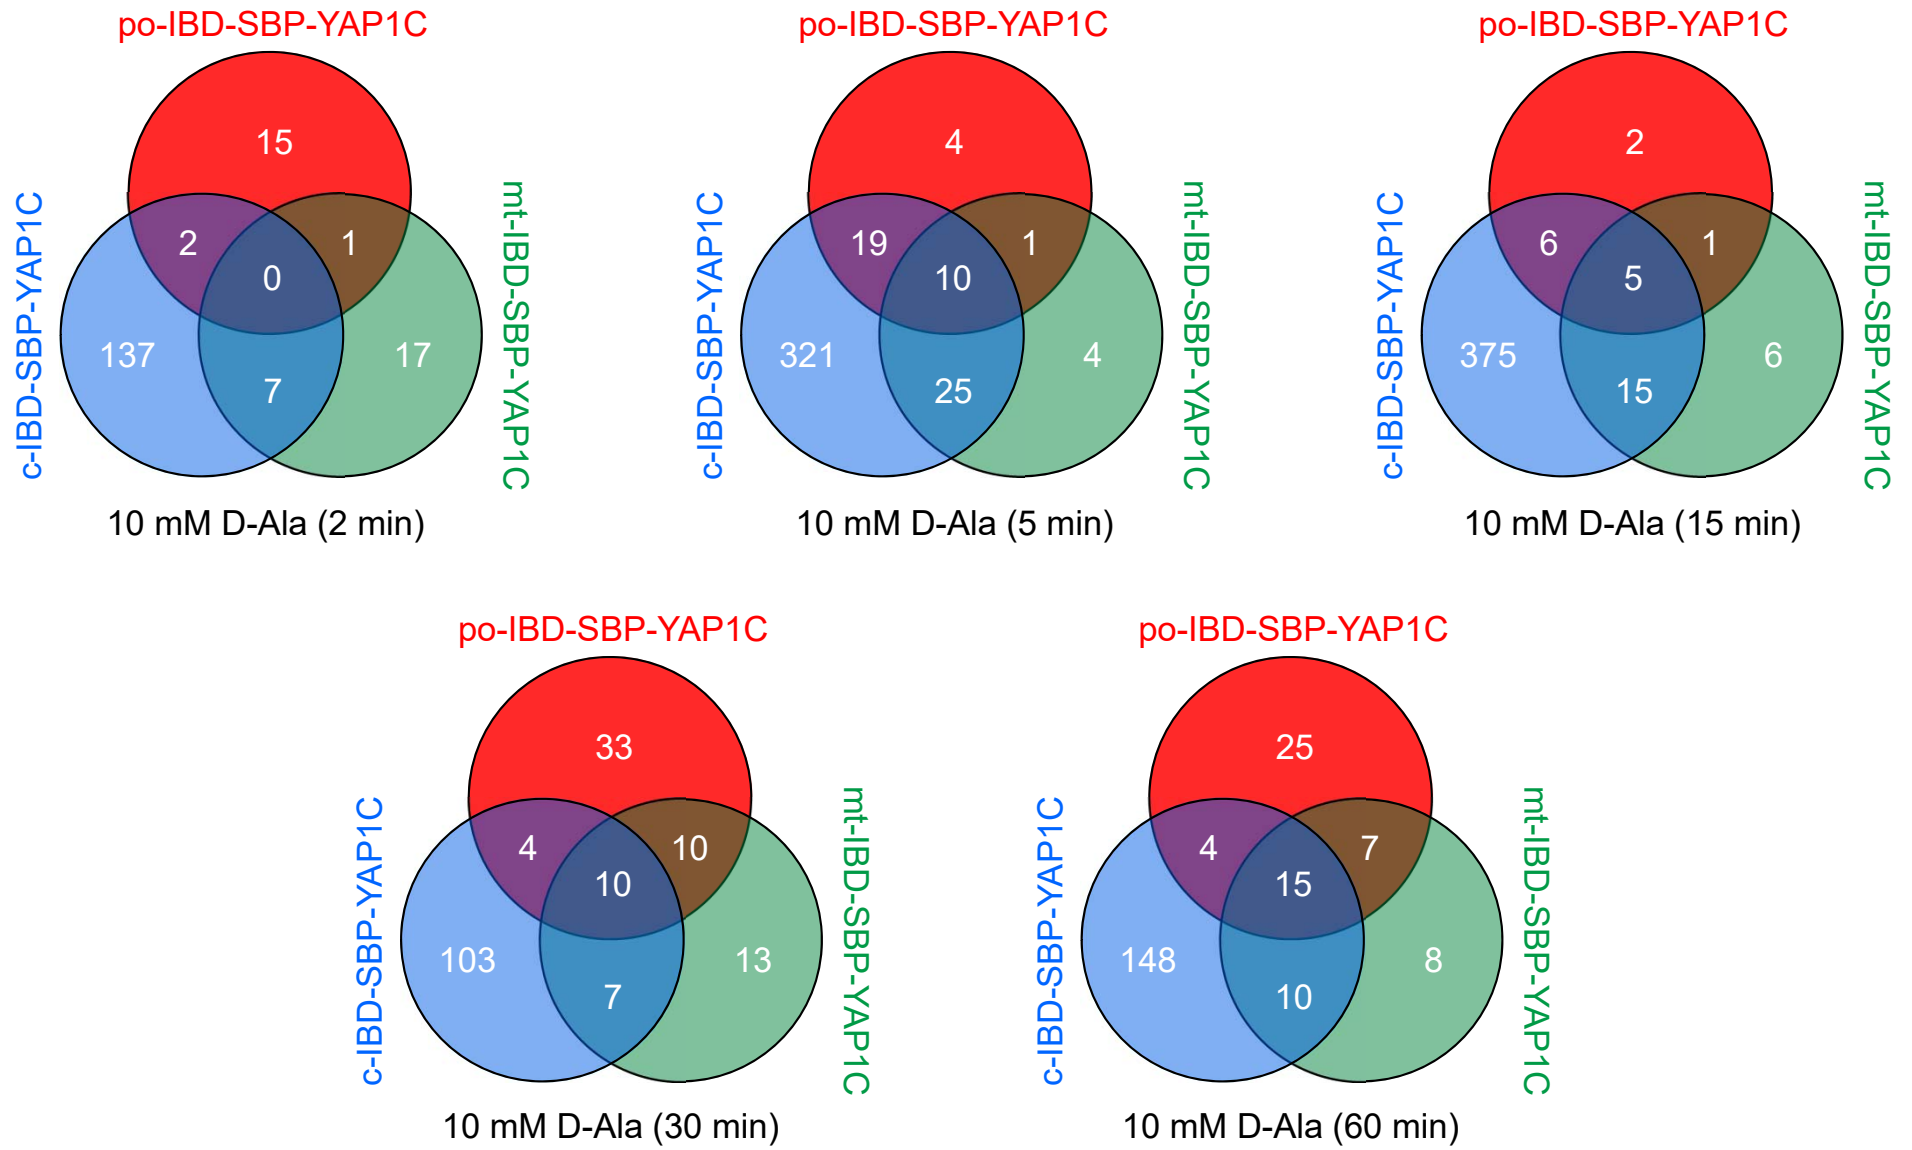 po-IBD-SBP-YAP1C
c-IBD-SBP-YAP1C
mt-IBD-SBP-YAP1C
15
2
0
1
137
7
17
10 mM D-Ala (2 min)
po-IBD-SBP-YAP1C
c-IBD-SBP-YAP1C
mt-IBD-SBP-YAP1C
4
19
10
1
321
25
4
10 mM D-Ala (5 min)
po-IBD-SBP-YAP1C
c-IBD-SBP-YAP1C
mt-IBD-SBP-YAP1C
2
6
5
1
375
15
6
10 mM D-Ala (15 min)
po-IBD-SBP-YAP1C
c-IBD-SBP-YAP1C
mt-IBD-SBP-YAP1C
33
4
10
10
103
7
13
10 mM D-Ala (30 min)
po-IBD-SBP-YAP1C
c-IBD-SBP-YAP1C
mt-IBD-SBP-YAP1C
25
4
15
7
148
10
8
10 mM D-Ala (60 min)